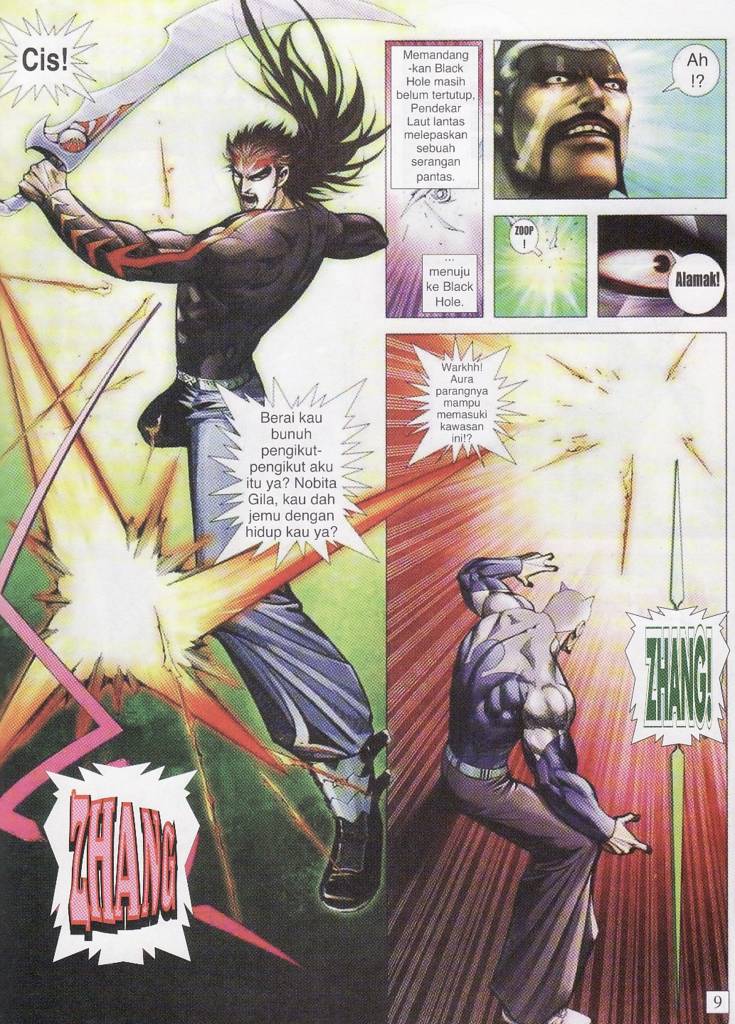 Cis!
Berai kau
bunuh
pengikut-
pengikut aku
itu ya? Nobita
Gila, kau dah
jemu dengan
hidup kau ya?
ZHANG
Memandang
-kan Black
Hole masih
belum tertutup,
Pendekar
Laut lantas
melepaskan
sebuah
serangan
pantas.
...
menuju
ke Black
Hole.
Ah
!?
ZOOP
!
Alamak!
Warkhh!
Aura
parangnya
mampu
memasuki
kawasan
ini!?
ZHANG!
9